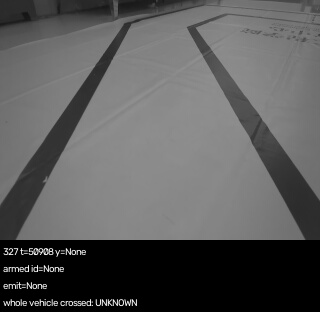 327 t=50908 y=None
armed id=None
emit=None
whole vehicle crossed: UNKNOWN